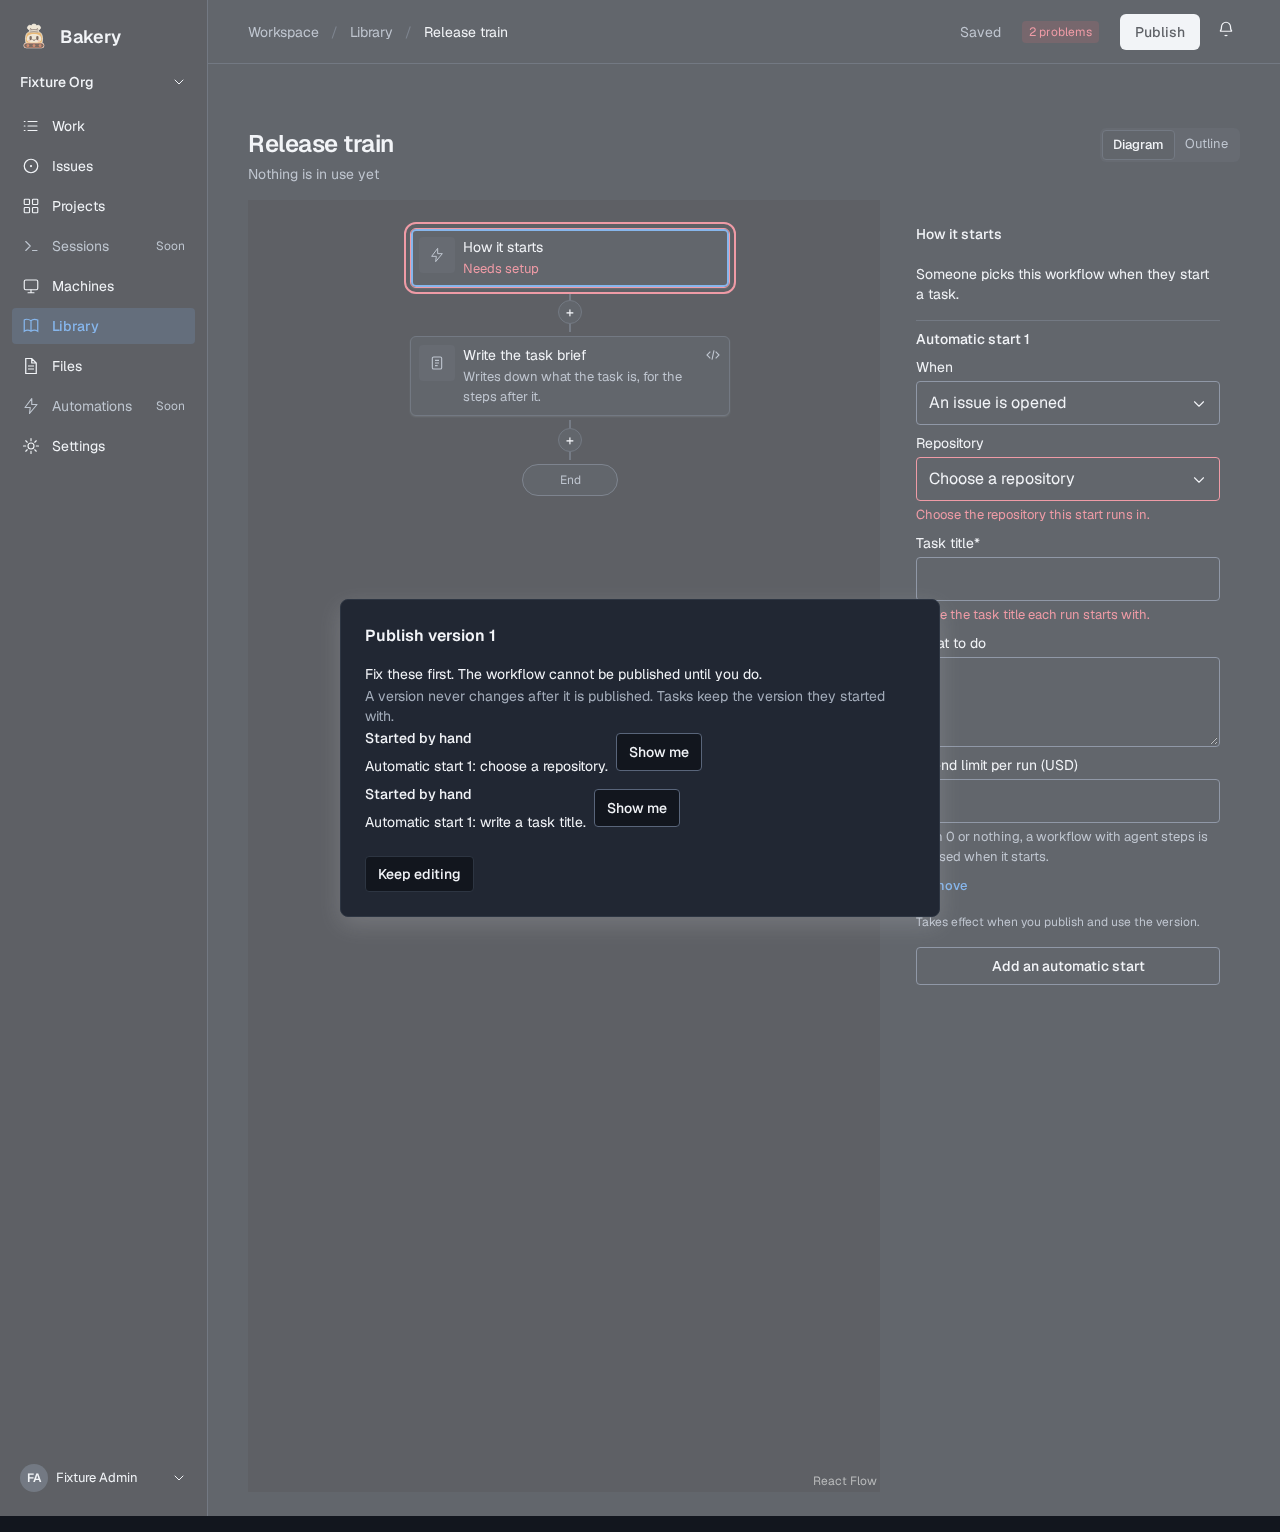 Bakery
Fixture Org
Work
Issues
Projects
Sessions Soon
Machines
Library
Files
Automations Soon
Settings
FA Fixture Admin
Workspace / Library / Release train
Saved 2 problems Publish
Release train
Nothing is in use yet
Diagram Outline
How it starts
Needs setup
+
Write the task brief
Writes down what the task is, for the
steps after it.
+
End
React Flow
How it starts
Someone picks this workflow when they start
a task.
Automatic start 1
When
An issue is opened
Repository
Choose a repository
Choose the repository this start runs in.
Task title*
the task title each run starts with.
to do
limit per run (USD)
0 or nothing, a workflow with agent steps is
when it starts.
Takes effect when you publish and use the version.
Add an automatic start
Publish version 1
Fix these first. The workflow cannot be published until you do.
A version never changes after it is published. Tasks keep the version they started
with.
Started by hand
Automatic start 1: choose a repository. Show me
Started by hand
Automatic start 1: write a task title. Show me
Keep editing